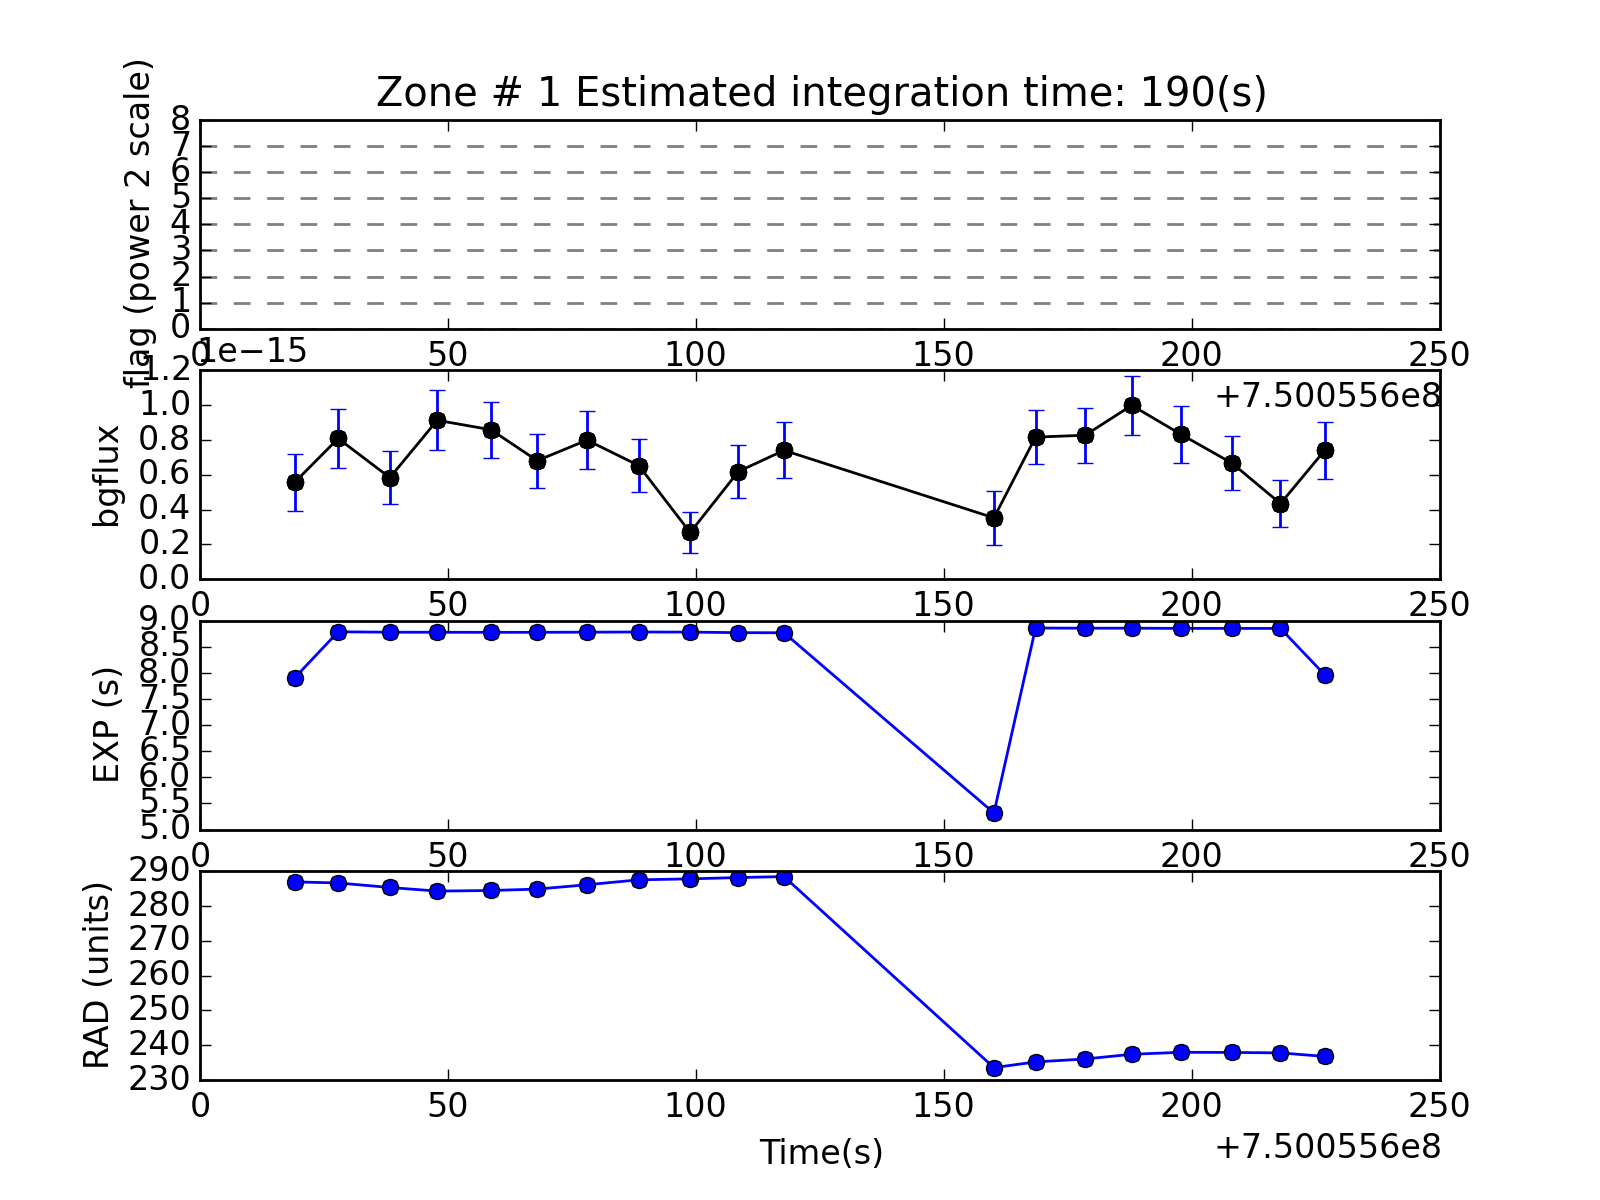 Zone # 1 Estimated integration time: 190(s)
flag (power 2 scale)
8
7
6
5
4
3
2
1
0
0 50 100 150 200 250
1e−15
+7.500556e8
bgflux
1.2
1.0
0.8
0.6
0.4
0.2
0.0
0 50 100 150 200 250
EXP (s)
9.0
8.5
8.0
7.5
7.0
6.5
6.0
5.5
5.0
0 50 100 150 200 250
RAD (units)
290
280
270
260
250
240
230
0 50 100 150 200 250
Time(s)
+7.500556e8